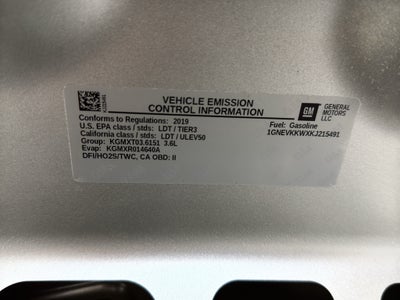 VEHICLE EMISSION
CONTROL INFORMATION
GM
GENERAL
MOTORS
LLC
Conforms to Regulations: 2019
Fuel: Gasoline
U.S. EPA class / stds: LDT / TIER3
1GNEVKKWXKJ215491
California class / stds: LDT / ULEV50
Group: KGMXT03.6151 3.6L
Evap: KGMXR014640A
DFI/HO2S/TWC, CA OBD: II